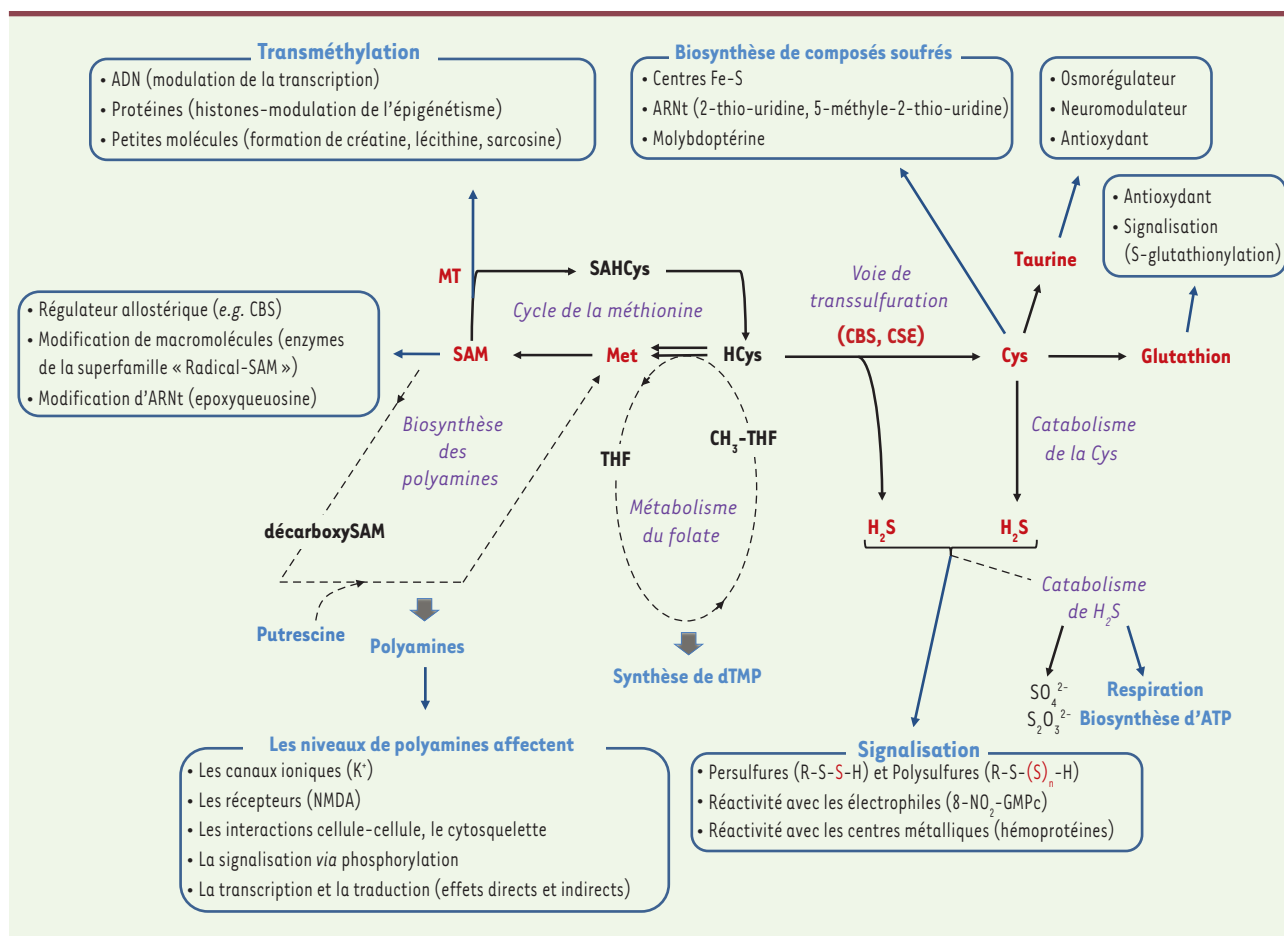 Transméthylation
• ADN (modulation de la transcription)
• Protéines (histones-modulation de l'épigénétisme)
• Petites molécules (formation de créatine, lécithine, sarcosine)
Biosynthèse de composés soufrés
• Centres Fe-S
• ARNt (2-thio-uridine, 5-méthyle-2-thio-uridine)
• Molybdoptérine
• Osmorégulateur
• Neuromodulateur
• Antioxydant
• Antioxydant
• Signalisation
(S-glutathionylation)
MT
SAHCys
Cycle de la méthionine
Voie de
transsulfuration
(CBS, CSE)
Taurine
• Régulateur allostérique (e.g. CBS)
• Modification de macromolécules (enzymes
de la superfamille « Radical-SAM »)
• Modification d'ARNt (epoxyqueuosine)
SAM
Met
HCys
Cys
Glutathion
Biosynthèse
des
polyamines
THF
CH₃-THF
Métabolisme
du folate
Catabolisme
de la Cys
décarboxySAM
H₂S
H₂S
Catabolisme
de H₂S
Putrescine
Polyamines
Synthèse de dTMP
SO₄²⁻
S₂O₃²⁻
Respiration
Biosynthèse d'ATP
Les niveaux de polyamines affectent
• Les canaux ioniques (K⁺)
• Les récepteurs (NMDA)
• Les interactions cellule-cellule, le cytosquelette
• La signalisation via phosphorylation
• La transcription et la traduction (effets directs et indirects)
Signalisation
• Persulfures (R-S-S-H) et Polysulfures (R-S-(S)ₙ-H)
• Réactivité avec les électrophiles (8-NO₂-GMPc)
• Réactivité avec les centres métalliques (hémoprotéines)